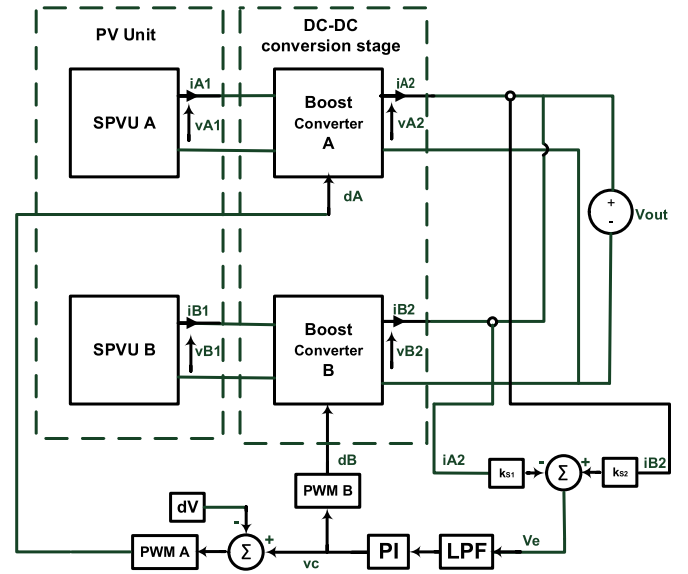 PV Unit
DC-DC
conversion stage
SPVU A
iA1
vA1
Boost
Converter
A
iA2
vA2
dA
+
-
Vout
SPVU B
iB1
vB1
Boost
Converter
B
iB2
vB2
dB
iA2
kS1
-
Σ
+
kS2
iB2
dV
PWM B
-
PWM A
Σ
+
vc
PI
LPF
Ve